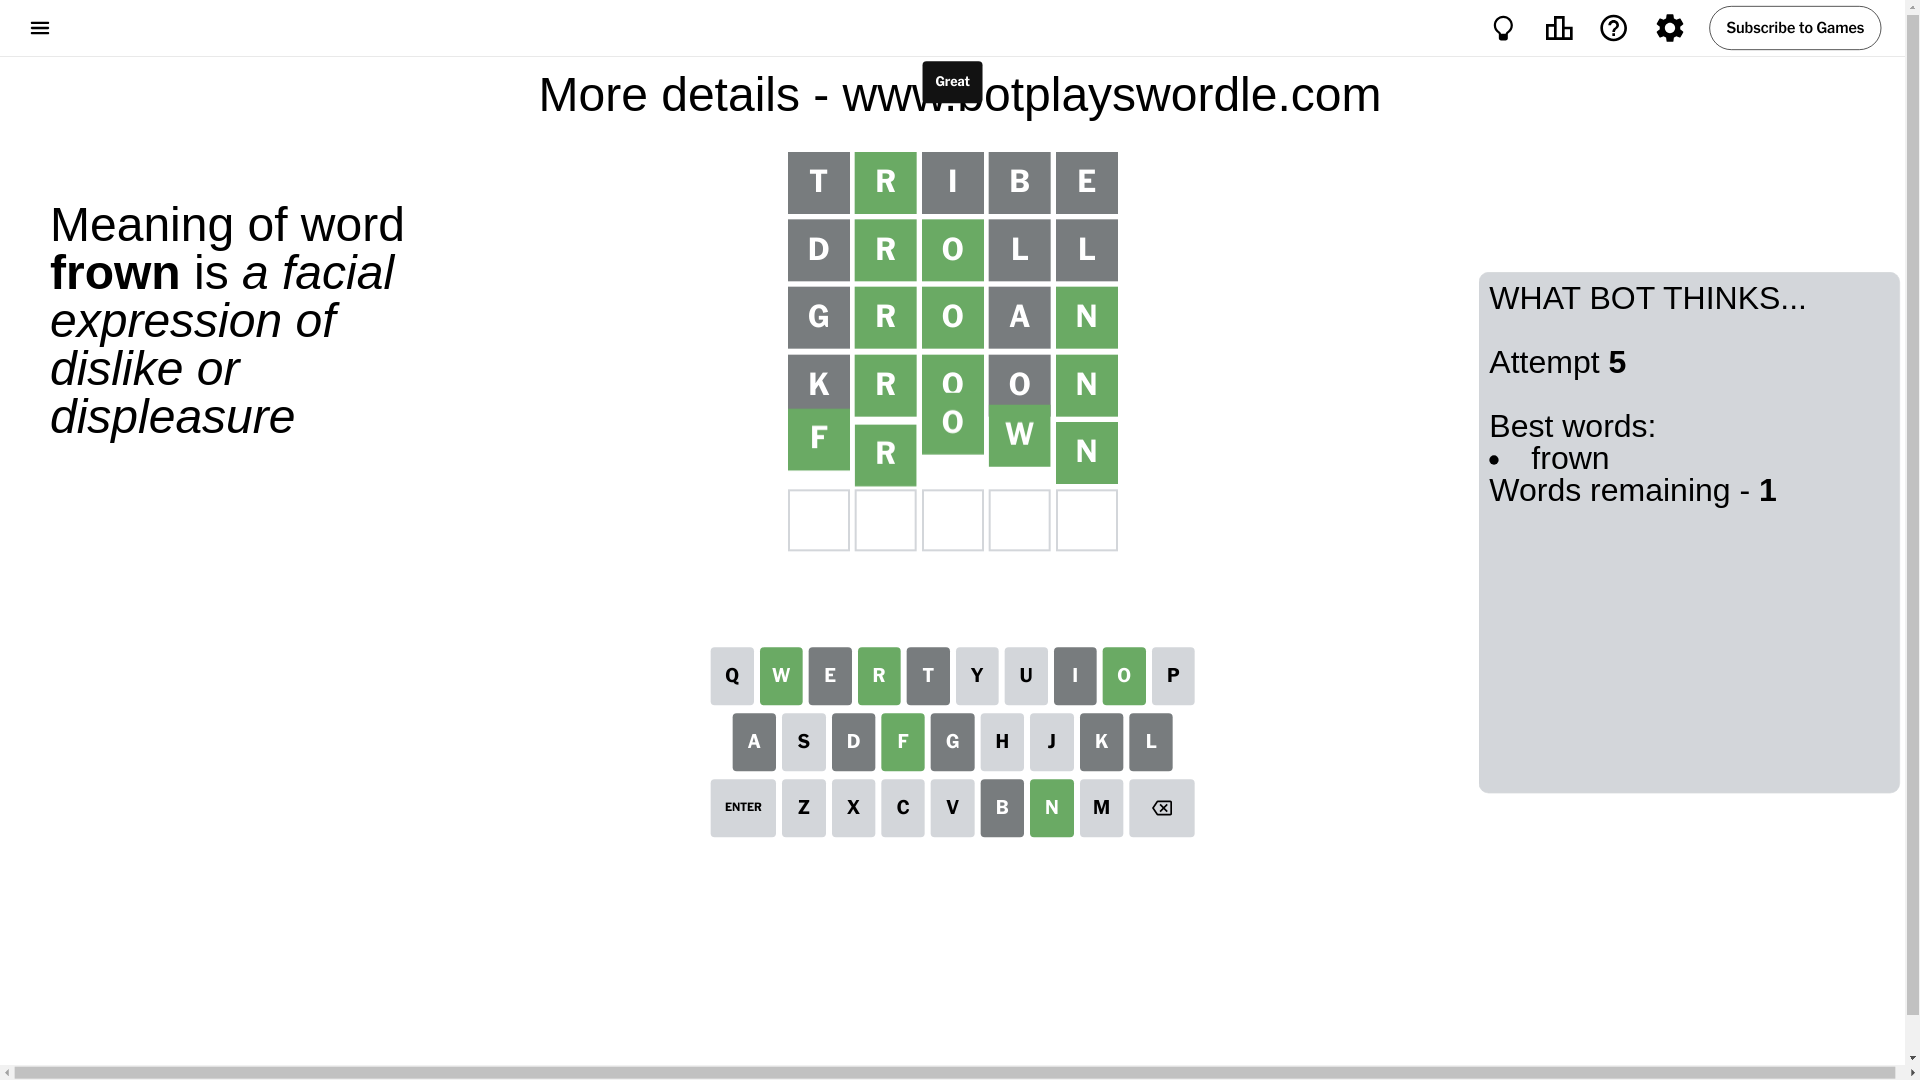 Subscribe to Games
Great
More details - www.botplayswordle.com
Meaning of word
frown is a facial
expression of
dislike or
displeasure
T R I B E
D R O L L
G R O A N
K R O O N
F R O W N
WHAT BOT THINKS...
Attempt 5
Best words:
• frown
Words remaining - 1
Q W E R T Y U I O P
A S D F G H J K L
ENTER Z X C V B N M